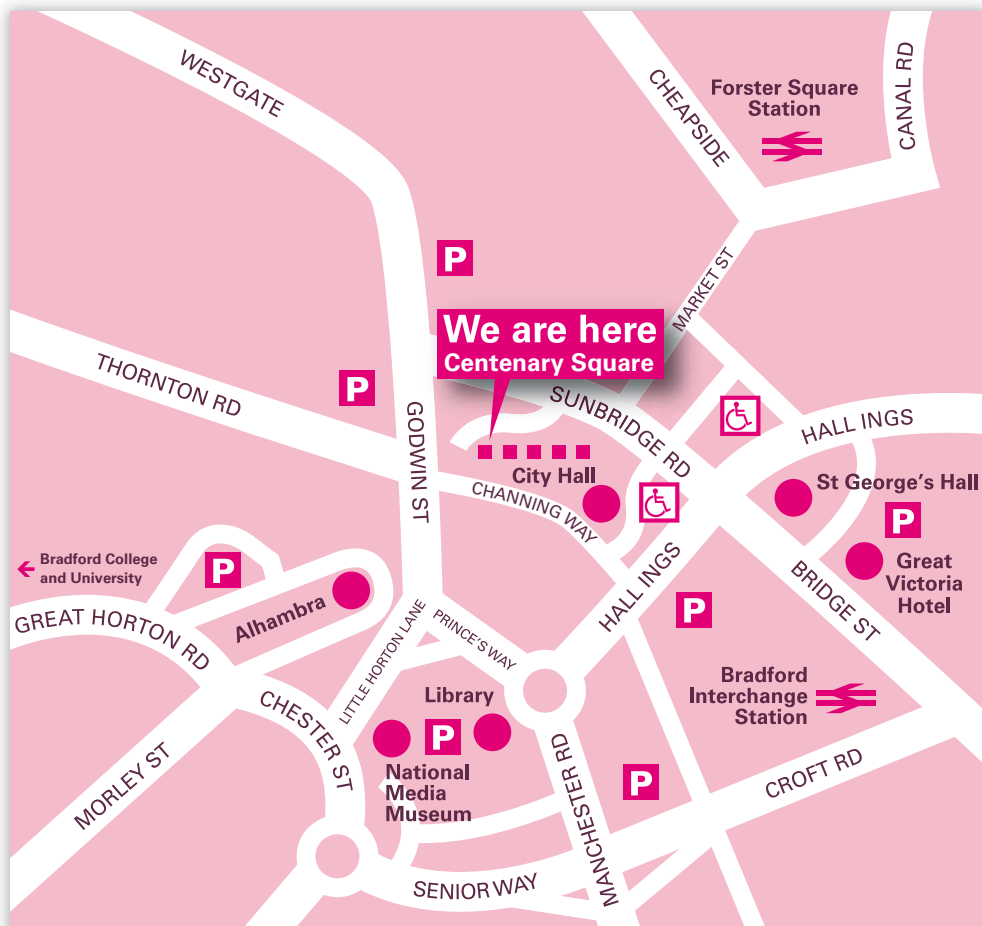 WESTGATE
CHEAPSIDE
Forster Square
Station
CANAL RD
P
MARKET ST
We are here
Centenary Square
THORNTON RD
P
GODWIN ST
SUNBRIDGE RD
HALL INGS
City Hall
CHANNING WAY
St George's Hall
P
Great
Victoria
Hotel
Bradford College
and University
P
Alhambra
GREAT HORTON RD
HALL INGS
P
BRIDGE ST
LITTLE HORTON LANE
PRINCE'S WAY
Bradford
Interchange
Station
Library
P
National
Media
Museum
CHESTER ST
MORLEY ST
MANCHESTER RD
P
CROFT RD
SENIOR WAY